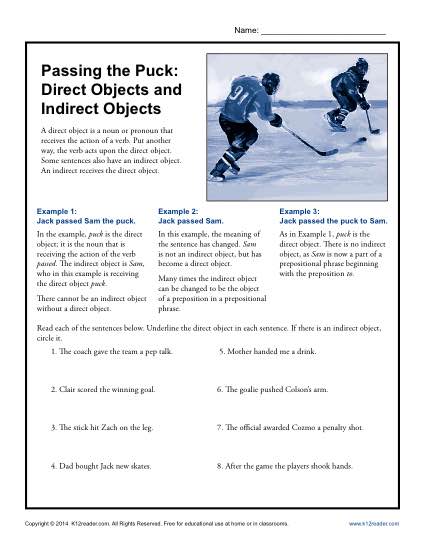 Name: ____________________
Passing the Puck:
Direct Objects and
Indirect Objects
A direct object is a noun or pronoun that
receives the action of a verb. Put another
way, the verb acts upon the direct object.
Some sentences also have an indirect object.
An indirect receives the direct object.
91
Example 1:
Jack passed Sam the puck.
In the example, puck is the direct
object; it is the noun that is
receiving the action of the verb
passed. The indirect object is Sam,
who in this example is receiving
the direct object puck.
There cannot be an indirect object
without a direct object.
Example 2:
Jack passed Sam.
In this example, the meaning of
the sentence has changed. Sam
is not an indirect object, but has
become a direct object.
Many times the indirect object
can be changed to be the object
of a preposition in a prepositional
phrase.
Example 3:
Jack passed the puck to Sam.
As in Example 1, puck is the
direct object. There is no indirect
object, as Sam is now a part of a
prepositional phrase beginning
with the preposition to.
Read each of the sentences below. Underline the direct object in each sentence. If there is an indirect object,
circle it.
1. The coach gave the team a pep talk.
2. Clair scored the winning goal.
3. The stick hit Zach on the leg.
4. Dad bought Jack new skates.
5. Mother handed me a drink.
6. The goalie pushed Colson's arm.
7. The official awarded Cozmo a penalty shot.
8. After the game the players shook hands.
Copyright © 2014 K12reader.com. All Rights Reserved. Free for educational use at home or in classrooms.
www.k12reader.com